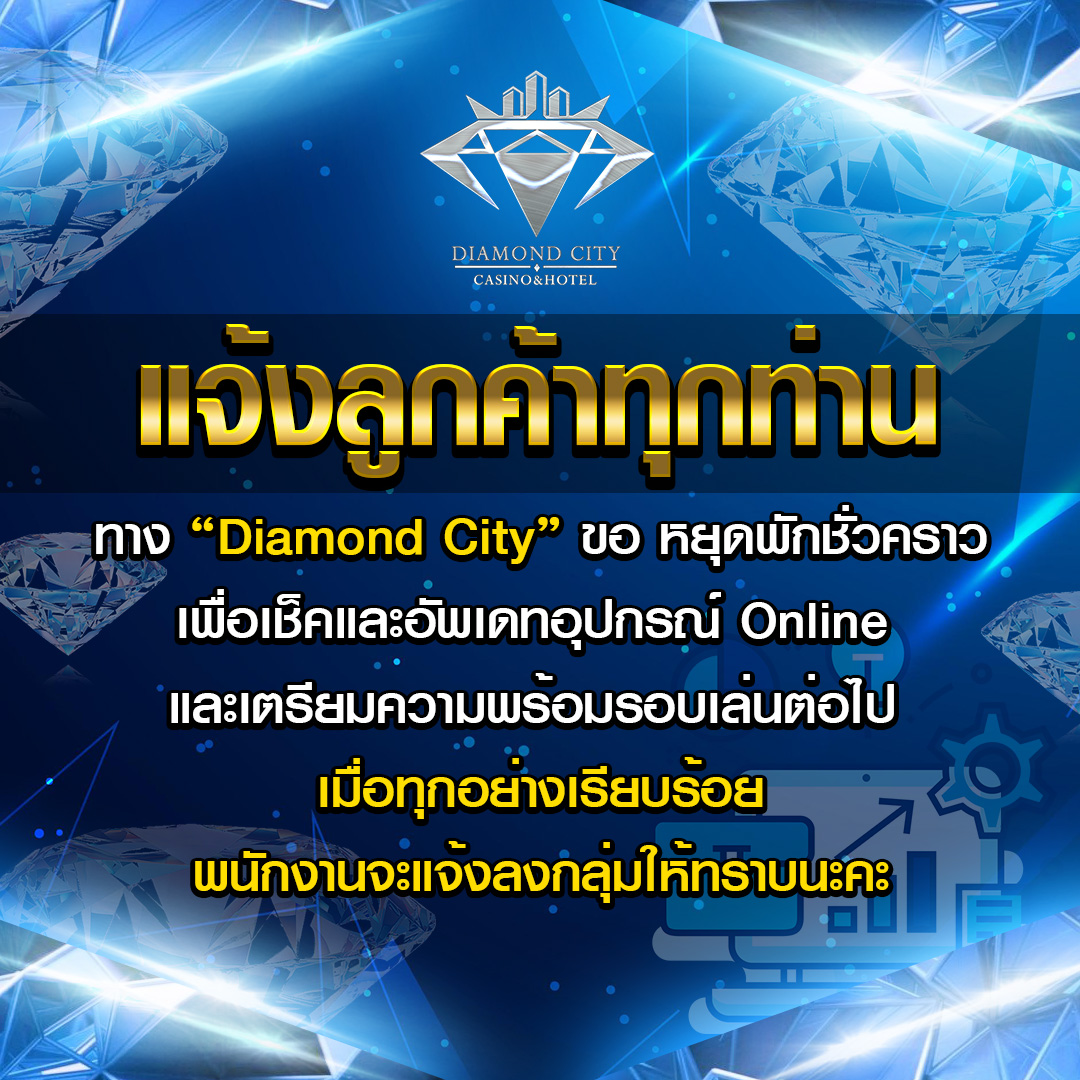 DIAMOND CITY
CASINO&HOTEL
แจ้งลูกค้าทุกท่าน
ทาง “Diamond City” ขอ หยุดพักชั่วคราว
เพื่อเช็คและอัพเดทอุปกรณ์ Online
และเตรียมความพร้อมรอบเล่นต่อไป
เมื่อทุกอย่างเรียบร้อย
พนักงานจะแจ้งลงกลุ่มให้ทราบนะคะ